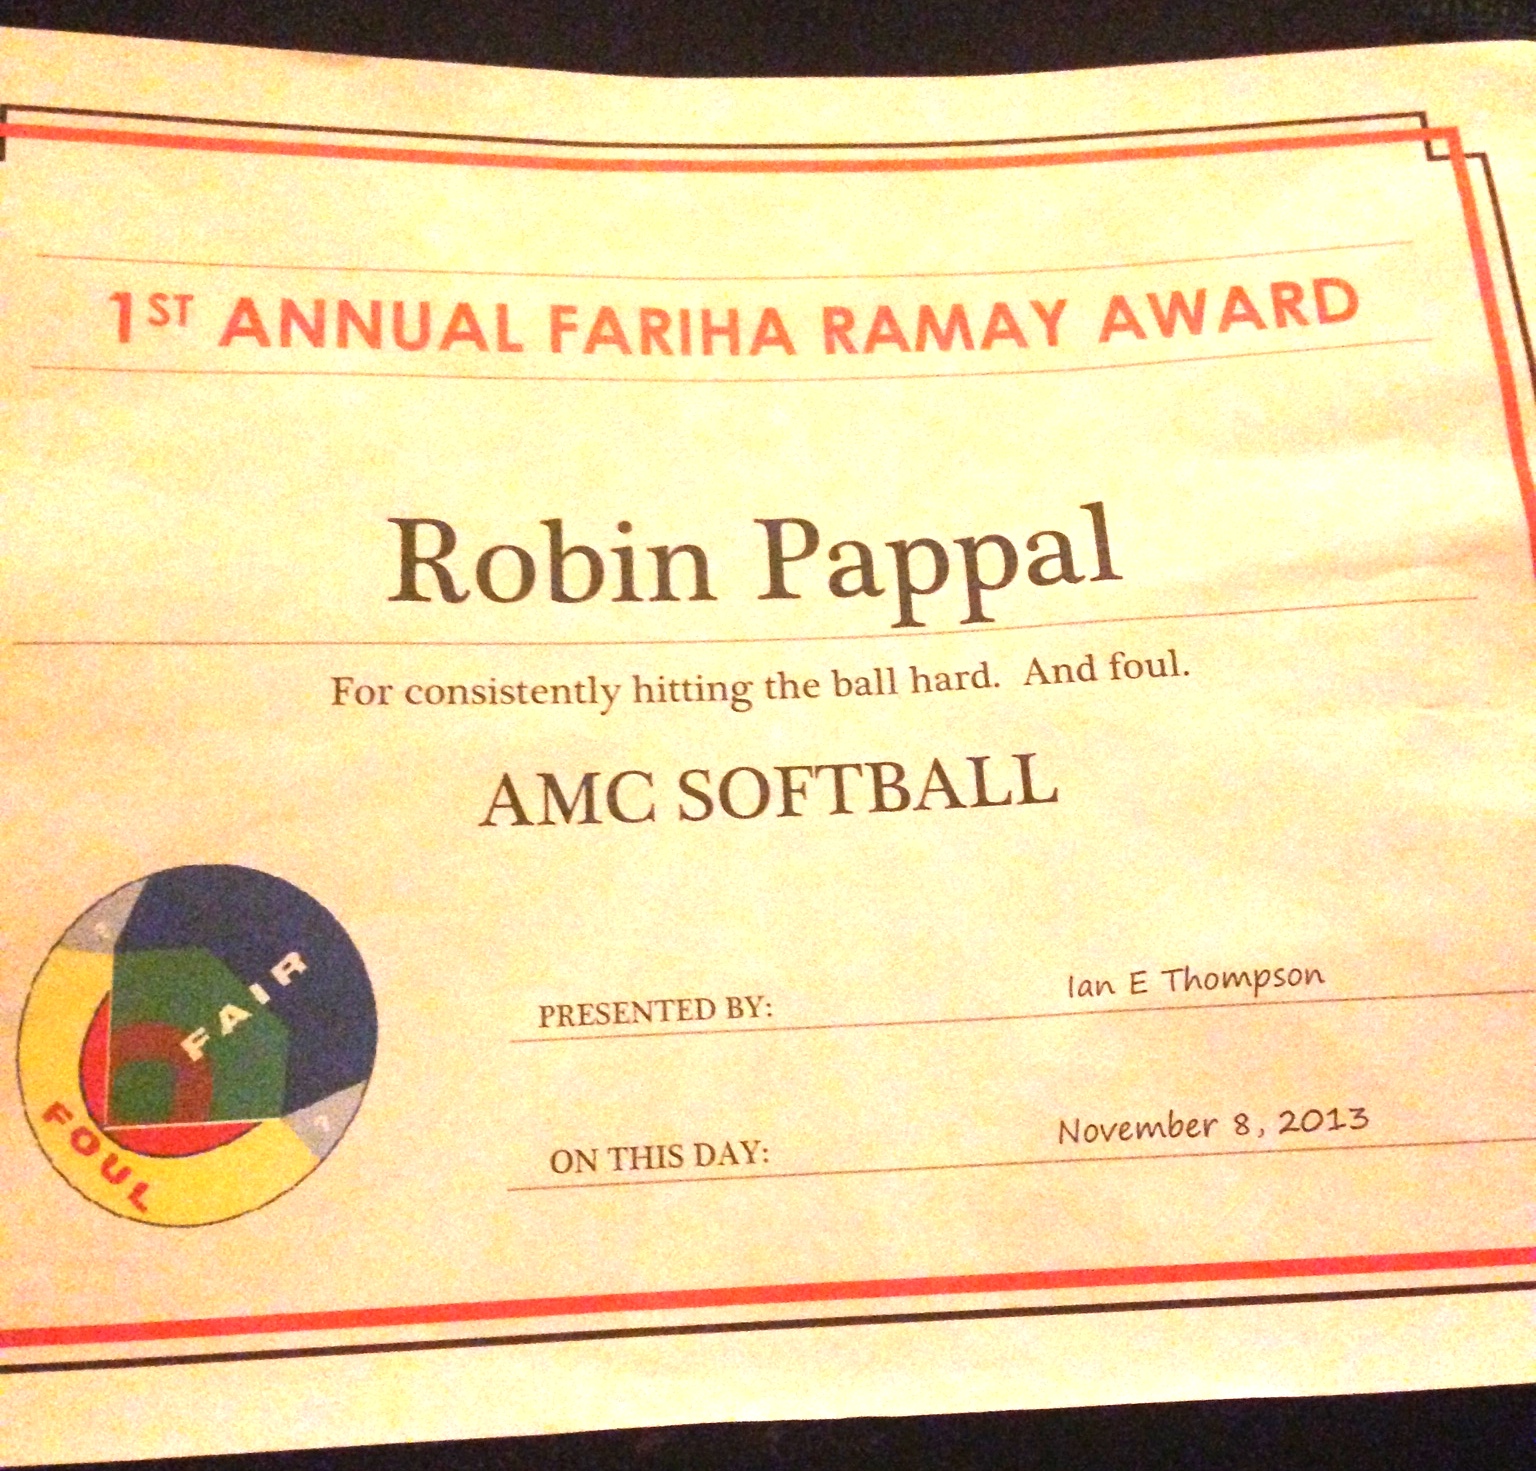 1ST ANNUAL FARIHA RAMAY AWARD
Robin Pappal
For consistently hitting the ball hard.  And foul.
AMC SOFTBALL
? 
FAIR
?
FOUL
PRESENTED BY: Ian E Thompson
ON THIS DAY: November 8, 2013